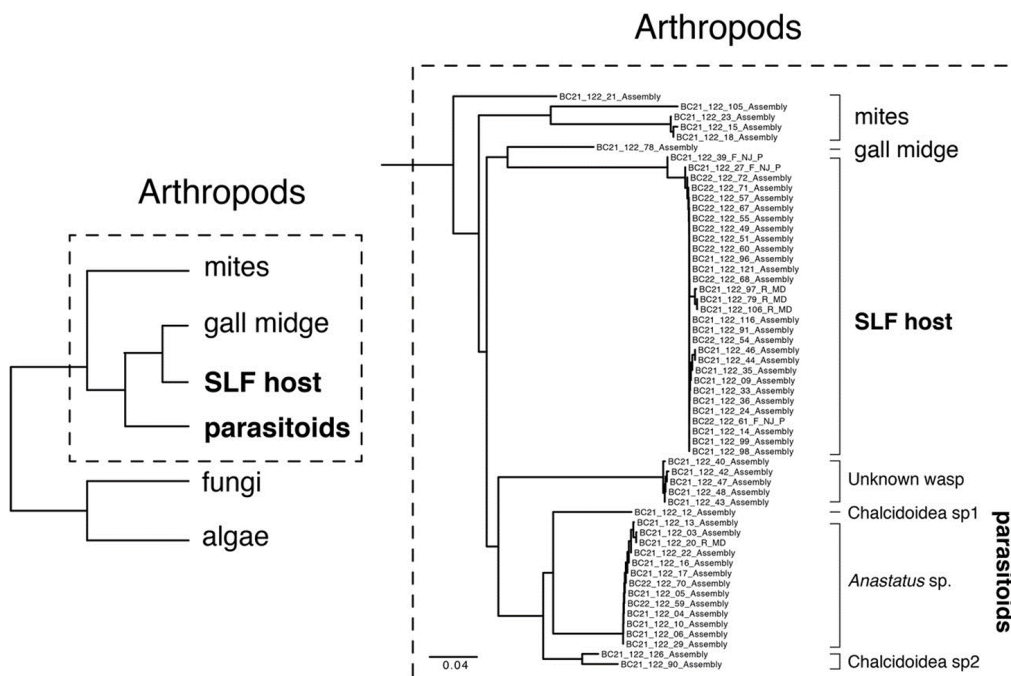 Arthropods
mites
gall midge
SLF host
parasitoids
fungi
algae
Arthropods
BC21_122_21_Assembly
BC21_122_105_Assembly
BC21_122_23_Assembly
BC21_122_15_Assembly
BC21_122_18_Assembly
BC21_122_78_Assembly
BC21_122_39_F_NJ_P
BC21_122_27_F_NJ_P
BC22_122_72_Assembly
BC22_122_71_Assembly
BC22_122_57_Assembly
BC22_122_67_Assembly
BC22_122_55_Assembly
BC22_122_49_Assembly
BC22_122_51_Assembly
BC22_122_60_Assembly
BC21_122_96_Assembly
BC21_122_121_Assembly
BC22_122_68_Assembly
BC21_122_97_R_MD
BC21_122_79_R_MD
BC21_122_106_R_MD
BC21_122_116_Assembly
BC21_122_91_Assembly
BC22_122_54_Assembly
BC21_122_46_Assembly
BC21_122_44_Assembly
BC21_122_35_Assembly
BC21_122_09_Assembly
BC21_122_33_Assembly
BC21_122_36_Assembly
BC21_122_24_Assembly
BC22_122_61_F_NJ_P
BC21_122_14_Assembly
BC21_122_99_Assembly
BC21_122_98_Assembly
BC21_122_40_Assembly
BC21_122_42_Assembly
BC21_122_47_Assembly
BC21_122_48_Assembly
BC21_122_43_Assembly
BC21_122_12_Assembly
BC21_122_13_Assembly
BC21_122_03_Assembly
BC21_122_20_R_MD
BC21_122_22_Assembly
BC21_122_16_Assembly
BC21_122_17_Assembly
BC22_122_70_Assembly
BC21_122_05_Assembly
BC22_122_59_Assembly
BC21_122_04_Assembly
BC21_122_10_Assembly
BC21_122_06_Assembly
BC21_122_29_Assembly
BC21_122_126_Assembly
BC21_122_90_Assembly
0.04
mites
gall midge
SLF host
Unknown wasp
Chalcidoidea sp1
Anastatus sp.
Chalcidoidea sp2
parasitoids